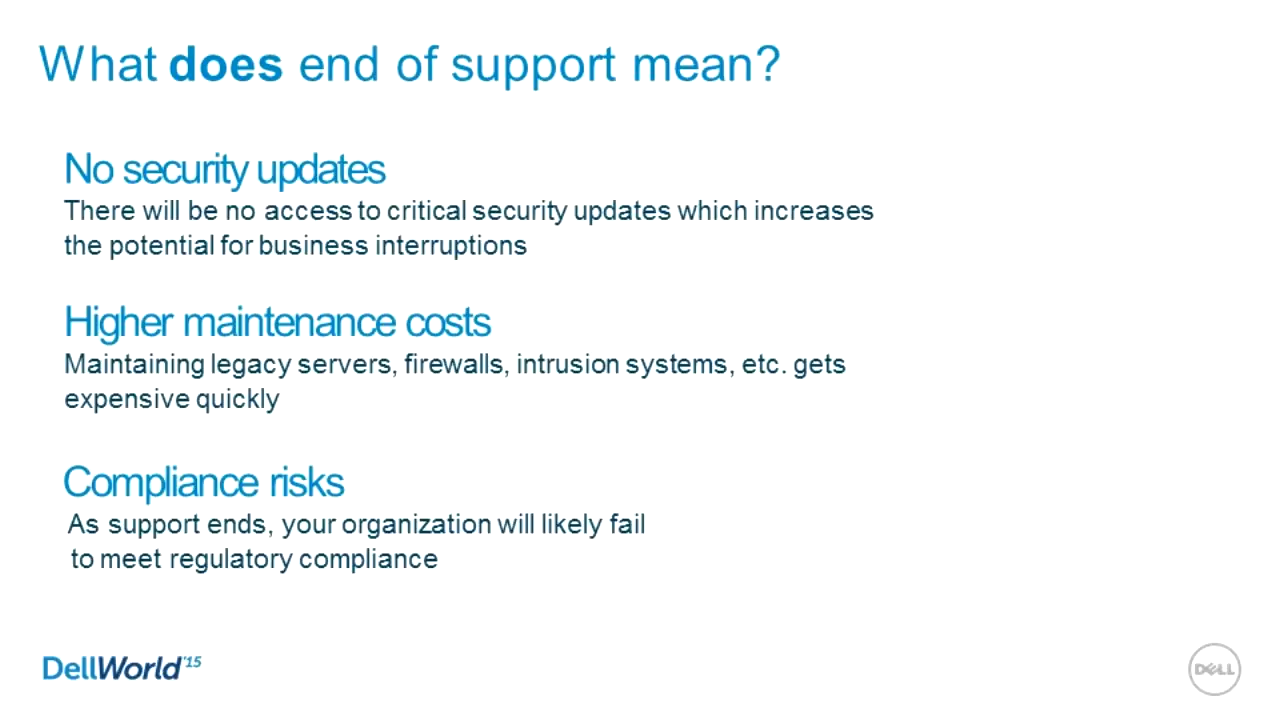 What does end of support mean?
No security updates
There will be no access to critical security updates which increases
the potential for business interruptions
Higher maintenance costs
Maintaining legacy servers, firewalls, intrusion systems, etc. gets
expensive quickly
Compliance risks
As support ends, your organization will likely fail
to meet regulatory compliance
DellWorld'15
DELL